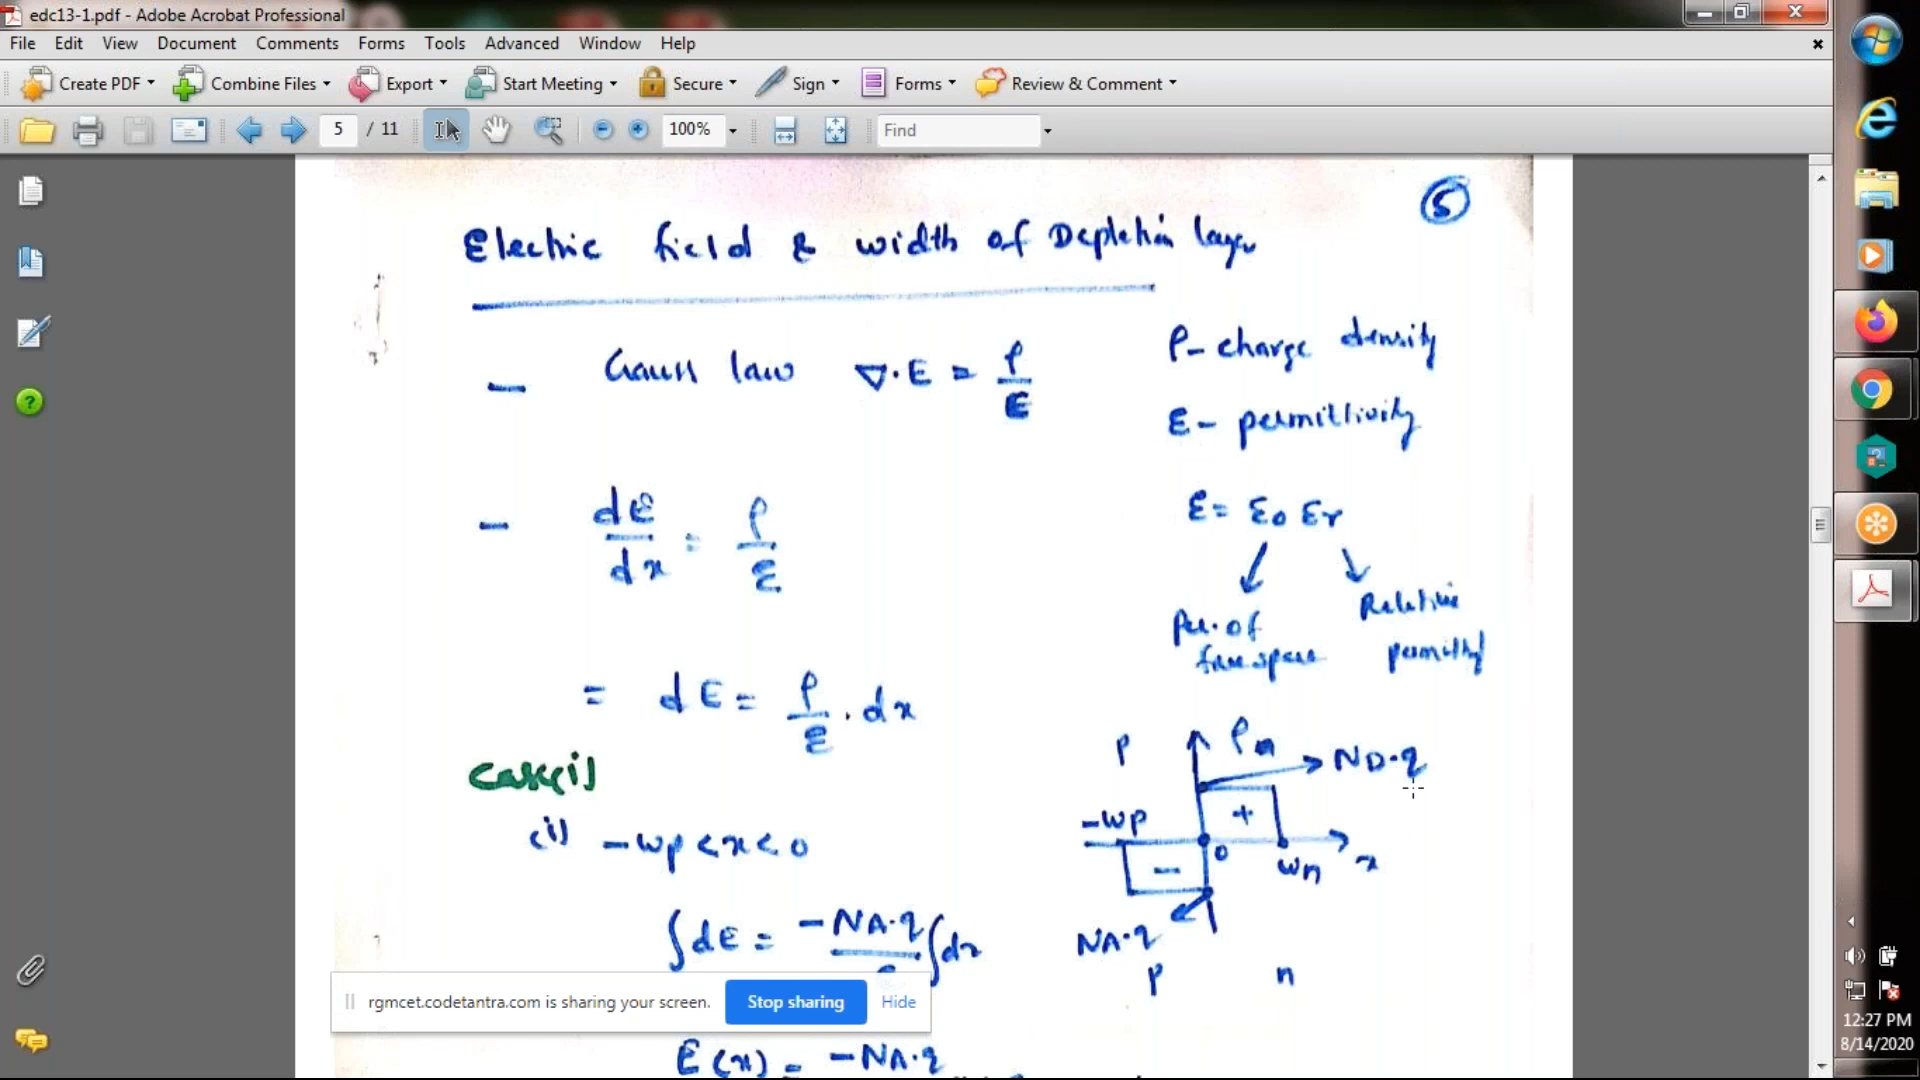 edc13-1.pdf - Adobe Acrobat Professional
File Edit View Document Comments Forms Tools Advanced Window Help
Create PDF Combine Files Export Start Meeting Secure Sign Forms Review & Comment
5 / 11 100% Find
5
Electric field & width of Depletion layer
– Gauss law ∇·E = ρ/ε
ρ – charge density
ε – permittivity
– dE/dx = ρ/ε
ε = ε0 εr
Per. of free space
Relative permittivity
= dE = ρ/ε · dx
case(i)
(i) -wp < x < 0
∫dE = -NA·q/ε ∫dx
E(x) = -NA·q
P ρn ND·q
-wp + 0 wn x
–
NA·q
P n
rgmcet.codetantra.com is sharing your screen. Stop sharing Hide
12:27 PM
8/14/2020